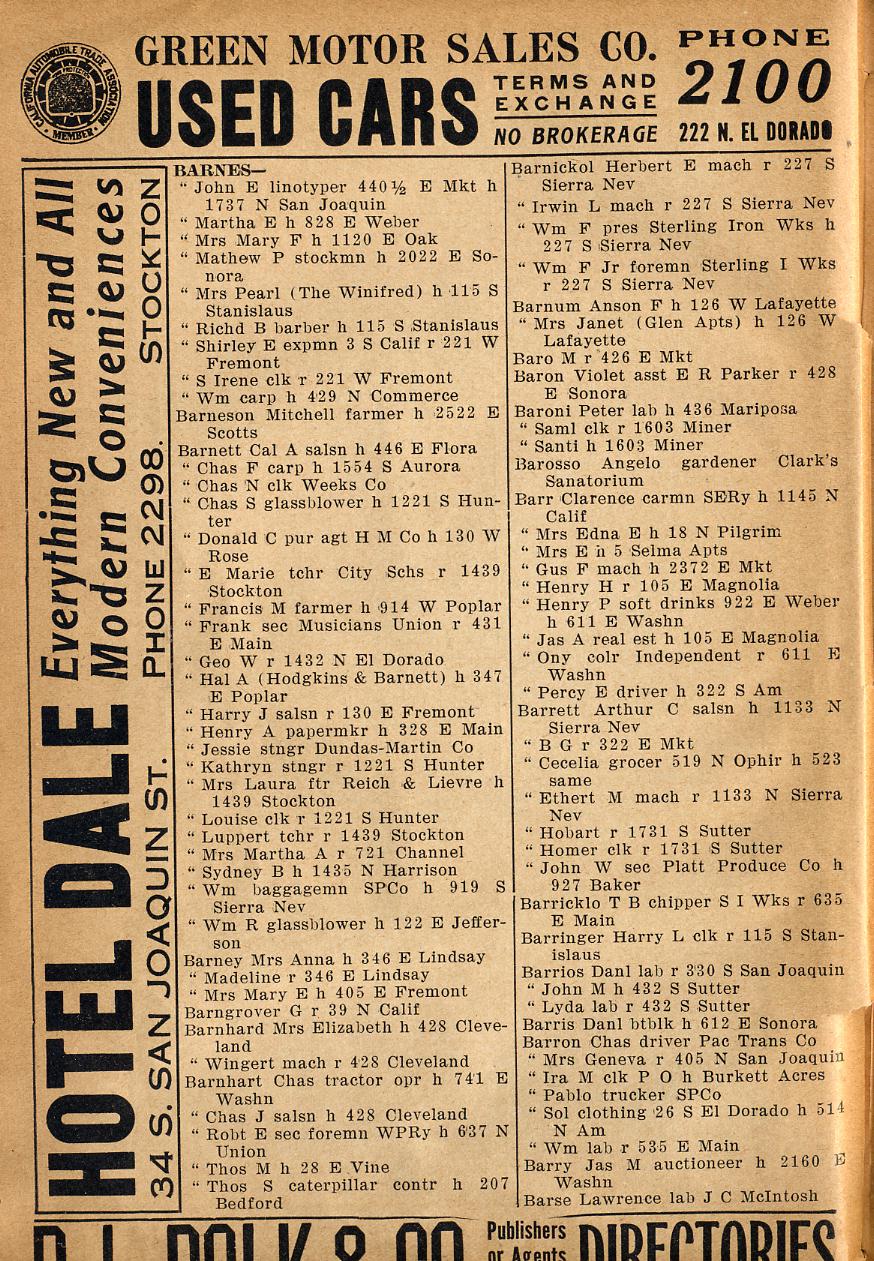 CALIFORNIA AUTOMOBILE TRADE ASSOCIATION
MEMBER
GREEN MOTOR SALES CO.
USED CARS
TERMS AND
EXCHANGE
NO BROKERAGE
PHONE
2100
222 N. EL DORADO
HOTEL DALE
Everything New and All
Modern Conveniences
34 S. SAN JOAQUIN ST. PHONE 2298. STOCKTON
BARNES—
" John E linotyper 440½ E Mkt h
1737 N San Joaquin
" Martha E h 828 E Weber
" Mrs Mary F h 1120 E Oak
" Mathew P stockmn h 2022 E So-
nora
" Mrs Pearl (The Winifred) h 115 S
Stanislaus
" Richd B barber h 115 S Stanislaus
" Shirley E expmn 3 S Calif r 221 W
Fremont
" S Irene clk r 221 W Fremont
" Wm carp h 429 N Commerce
Barneson Mitchell farmer h 2522 E
Scotts
Barnett Cal A salsn h 446 E Flora
" Chas F carp h 1554 S Aurora
" Chas N clk Weeks Co
" Chas S glassblower h 1221 S Hun-
ter
" Donald C pur agt H M Co h 130 W
Rose
" E Marie tchr City Schs r 1439
Stockton
" Francis M farmer h 914 W Poplar
" Frank sec Musicians Union r 431
E Main
" Geo W r 1432 N El Dorado
" Hal A (Hodgkins & Barnett) h 347
E Poplar
" Harry J salsn r 130 E Fremont
" Henry A papermkr h 328 E Main
" Jessie stngr Dundas-Martin Co
" Kathryn stngr r 1221 S Hunter
" Mrs Laura ftr Reich & Lievre h
1439 Stockton
" Louise clk r 1221 S Hunter
" Luppert tchr r 1439 Stockton
" Mrs Martha A r 721 Channel
" Sydney B h 1435 N Harrison
" Wm baggagemn SPCo h 919 S
Sierra Nev
" Wm R glassblower h 122 E Jeffer-
son
Barney Mrs Anna h 346 E Lindsay
" Madeline r 346 E Lindsay
" Mrs Mary E h 405 E Fremont
Barngrover G r 39 N Calif
Barnhard Mrs Elizabeth h 428 Cleve-
land
" Wingert mach r 428 Cleveland
Barnhart Chas tractor opr h 741 E
Washn
" Chas J salsn h 428 Cleveland
" Robt E sec foremn WPRy h 637 N
Union
" Thos M h 28 E Vine
" Thos S caterpillar contr h 207
Bedford
Barnickol Herbert E mach r 227 S
Sierra Nev
" Irwin L mach r 227 S Sierra Nev
" Wm F pres Sterling Iron Wks h
227 S Sierra Nev
" Wm F Jr foremn Sterling I Wks
r 227 S Sierra Nev
Barnum Anson F h 126 W Lafayette
" Mrs Janet (Glen Apts) h 126 W
Lafayette
Baro M r 426 E Mkt
Baron Violet asst E R Parker r 428
E Sonora
Baroni Peter lab h 436 Mariposa
" Saml clk r 1603 Miner
" Santi h 1603 Miner
Barosso Angelo gardener Clark's
Sanatorium
Barr Clarence carmn SERy h 1145 N
Calif
" Mrs Edna E h 18 N Pilgrim
" Mrs E h 5 Selma Apts
" Gus F mach h 2372 E Mkt
" Henry H r 105 E Magnolia
" Henry P soft drinks 922 E Weber
h 611 E Washn
" Jas A real est h 105 E Magnolia
" Ony colr Independent r 611 E
Washn
" Percy E driver h 322 S Am
Barrett Arthur C salsn h 1133 N
Sierra Nev
" B G r 322 E Mkt
" Cecelia grocer 519 N Ophir h 523
same
" Ethert M mach r 1133 N Sierra
Nev
" Hobart r 1731 S Sutter
" Homer clk r 1731 S Sutter
" John W sec Platt Produce Co h
927 Baker
Barricklo T B chipper S I Wks r 635
E Main
Barringer Harry L clk r 115 S Stan-
islaus
Barrios Danl lab r 330 S San Joaquin
" John M h 432 S Sutter
" Lyda lab r 432 S Sutter
Barris Danl btblk h 612 E Sonora
Barron Chas driver Pac Trans Co
" Mrs Geneva r 405 N San Joaquin
" Ira M clk P O h Burkett Acres
" Pablo trucker SPCo
" Sol clothing 26 S El Dorado h 514
N Am
" Wm lab r 535 E Main
Barry Jas M auctioneer h 2160 E
Washn
Barse Lawrence lab J C McIntosh
R. L. POLK & CO.
Publishers
or Agents
DIRECTORIES